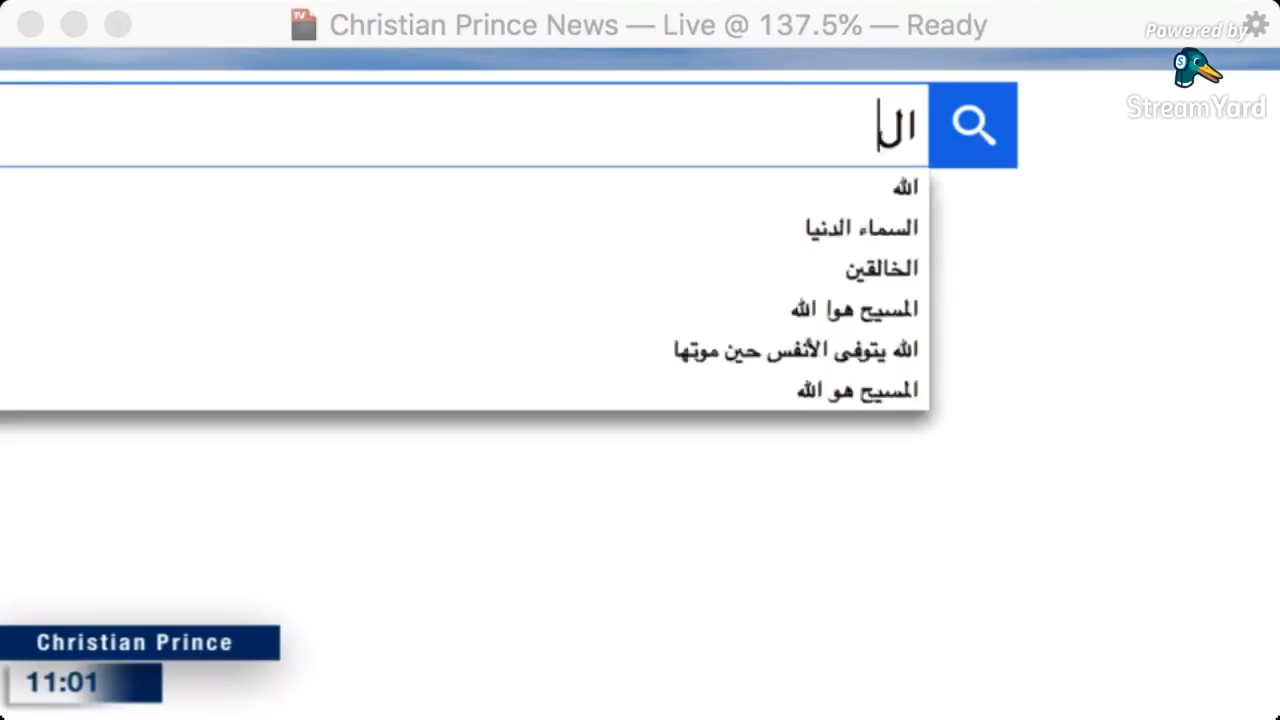 Christian Prince News — Live @ 137.5% — Ready
Powered by
StreamYard
ال
الله
السماء الدنيا
الخالقين
المسيح هوا الله
الله يتوفى الأنفس حين موتها
المسيح هو الله
Christian Prince
11:01